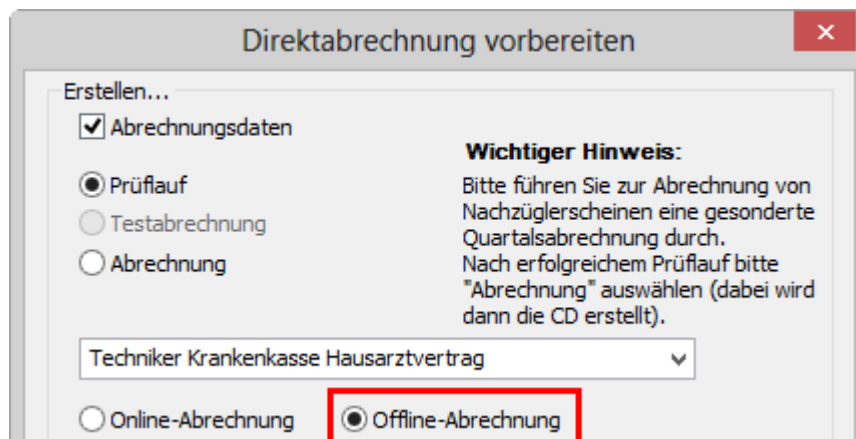 Direktabrechnung vorbereiten
Erstellen...
Abrechnungsdaten
Prüflauf
Testabrechnung
Abrechnung
Wichtiger Hinweis:
Bitte führen Sie zur Abrechnung von
Nachzüglerscheinen eine gesonderte
Quartalsabrechnung durch.
Nach erfolgreichem Prüflauf bitte
"Abrechnung" auswählen (dabei wird
dann die CD erstellt).
Techniker Krankenkasse Hausarztvertrag
Online-Abrechnung
Offline-Abrechnung